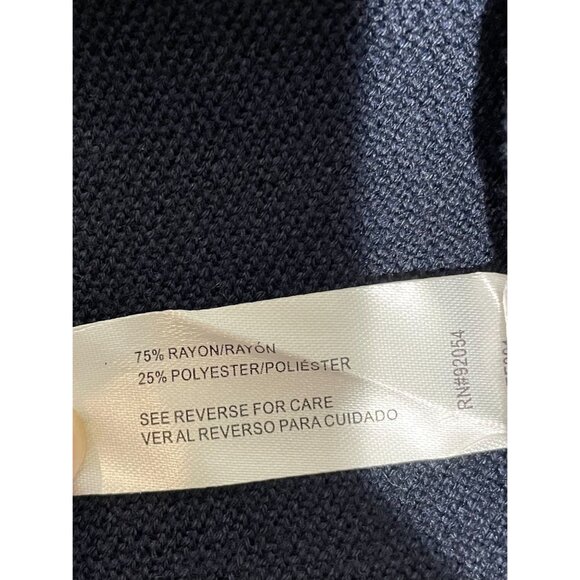 75% RAYON/RAYÓN
25% POLYESTER/POLIÉSTER
SEE REVERSE FOR CARE
VER AL REVERSO PARA CUIDADO
RN#92054